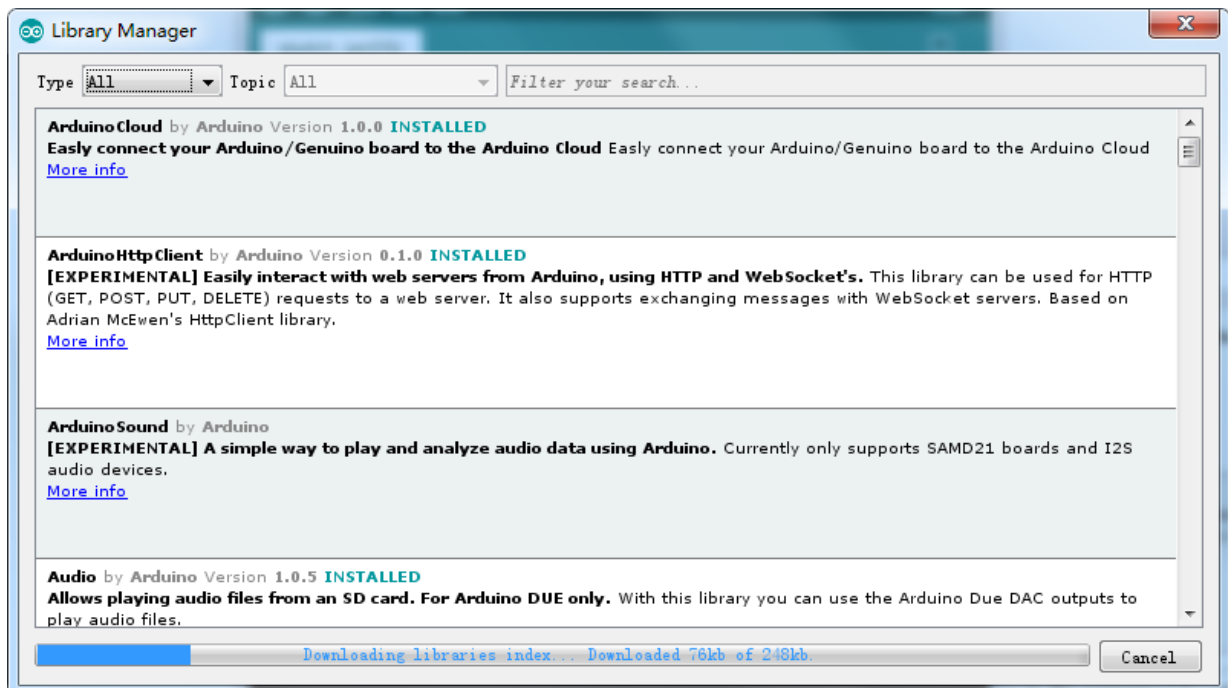 Library Manager
Type All Topic All Filter your search...
ArduinoCloud by Arduino Version 1.0.0 INSTALLED
Easly connect your Arduino/Genuino board to the Arduino Cloud Easly connect your Arduino/Genuino board to the Arduino Cloud
More info
ArduinoHttpClient by Arduino Version 0.1.0 INSTALLED
[EXPERIMENTAL] Easily interact with web servers from Arduino, using HTTP and WebSocket's. This library can be used for HTTP
(GET, POST, PUT, DELETE) requests to a web server. It also supports exchanging messages with WebSocket servers. Based on
Adrian McEwen's HttpClient library.
More info
ArduinoSound by Arduino
[EXPERIMENTAL] A simple way to play and analyze audio data using Arduino. Currently only supports SAMD21 boards and I2S
audio devices.
More info
Audio by Arduino Version 1.0.5 INSTALLED
Allows playing audio files from an SD card. For Arduino DUE only. With this library you can use the Arduino Due DAC outputs to
play audio files.
Downloading libraries index... Downloaded 76kb of 248kb.
Cancel